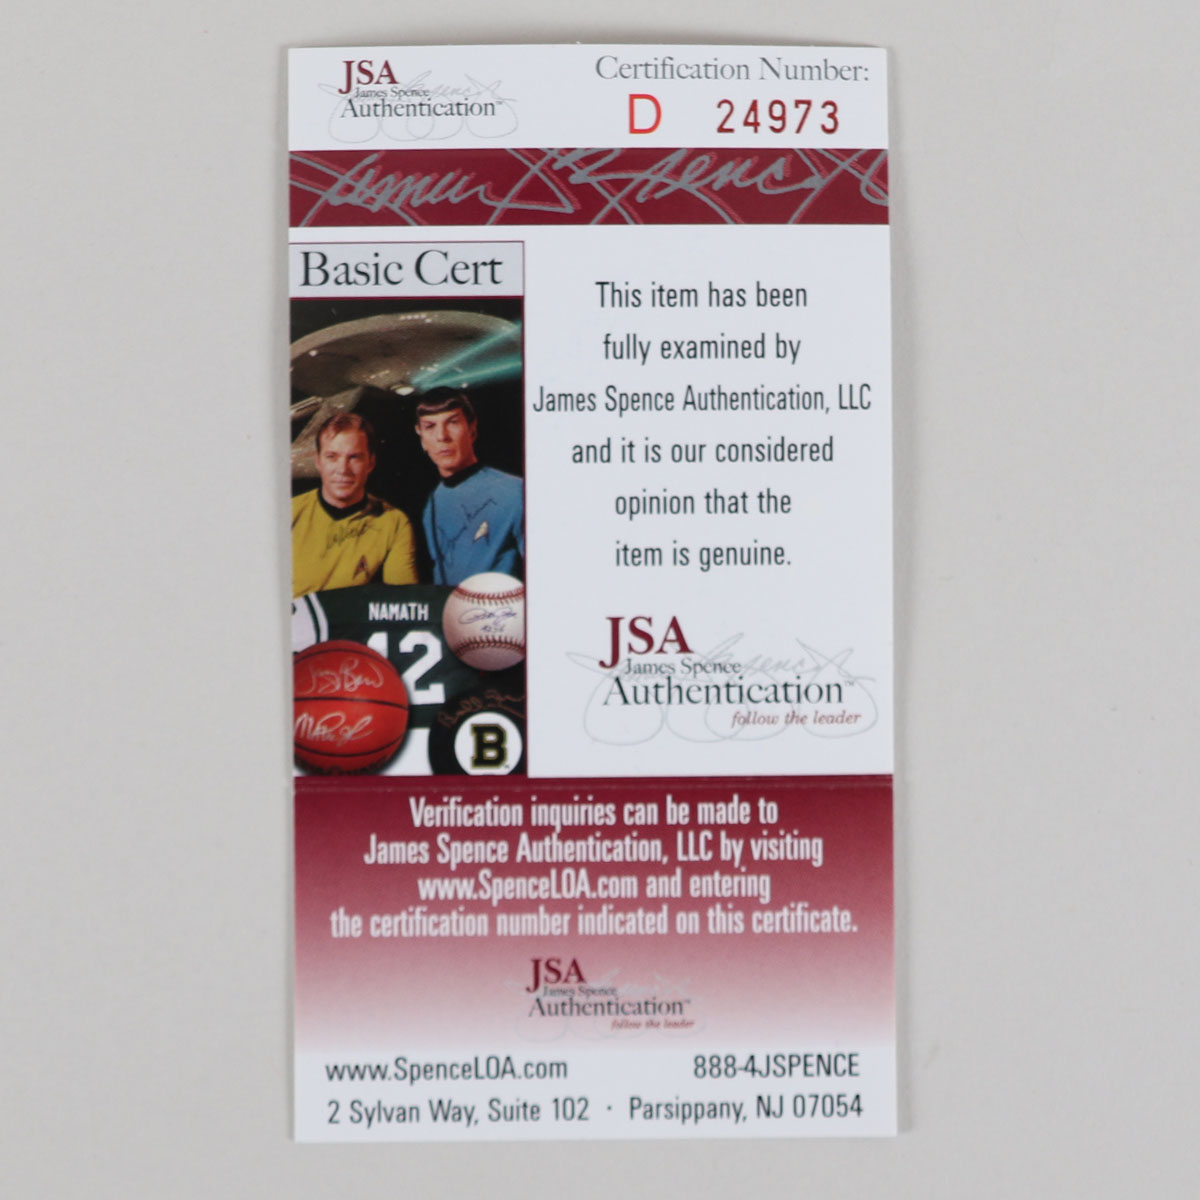 JSA
James Spence
Authentication™
Certification Number:
D 24973
Basic Cert
This item has been
fully examined by
James Spence Authentication, LLC
and it is our considered
opinion that the
item is genuine.
NAMATH
12
B
JSA
James Spence
Authentication™
follow the leader
Verification inquiries can be made to
James Spence Authentication, LLC by visiting
www.SpenceLOA.com and entering
the certification number indicated on this certificate.
JSA
James Spence
Authentication™
follow the leader
www.SpenceLOA.com 888-4JSPENCE
2 Sylvan Way, Suite 102 · Parsippany, NJ 07054